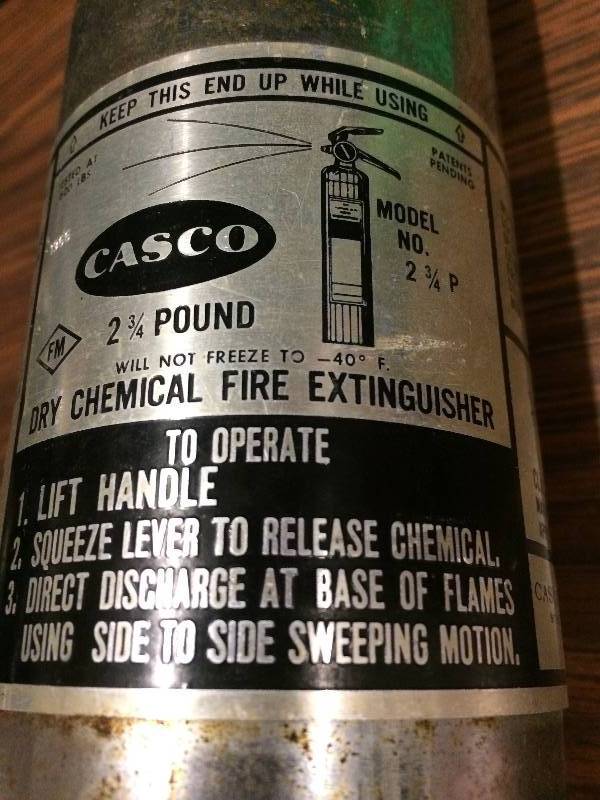 KEEP THIS END UP WHILE USING
TESTED AT
PATENTS
PENDING
CASCO
MODEL
NO.
2 3/4 P
2 3/4 POUND
FM
WILL NOT FREEZE TO –40° F.
DRY CHEMICAL FIRE EXTINGUISHER
TO OPERATE
1. LIFT HANDLE
2. SQUEEZE LEVER TO RELEASE CHEMICAL.
3. DIRECT DISCHARGE AT BASE OF FLAMES
USING SIDE TO SIDE SWEEPING MOTION.